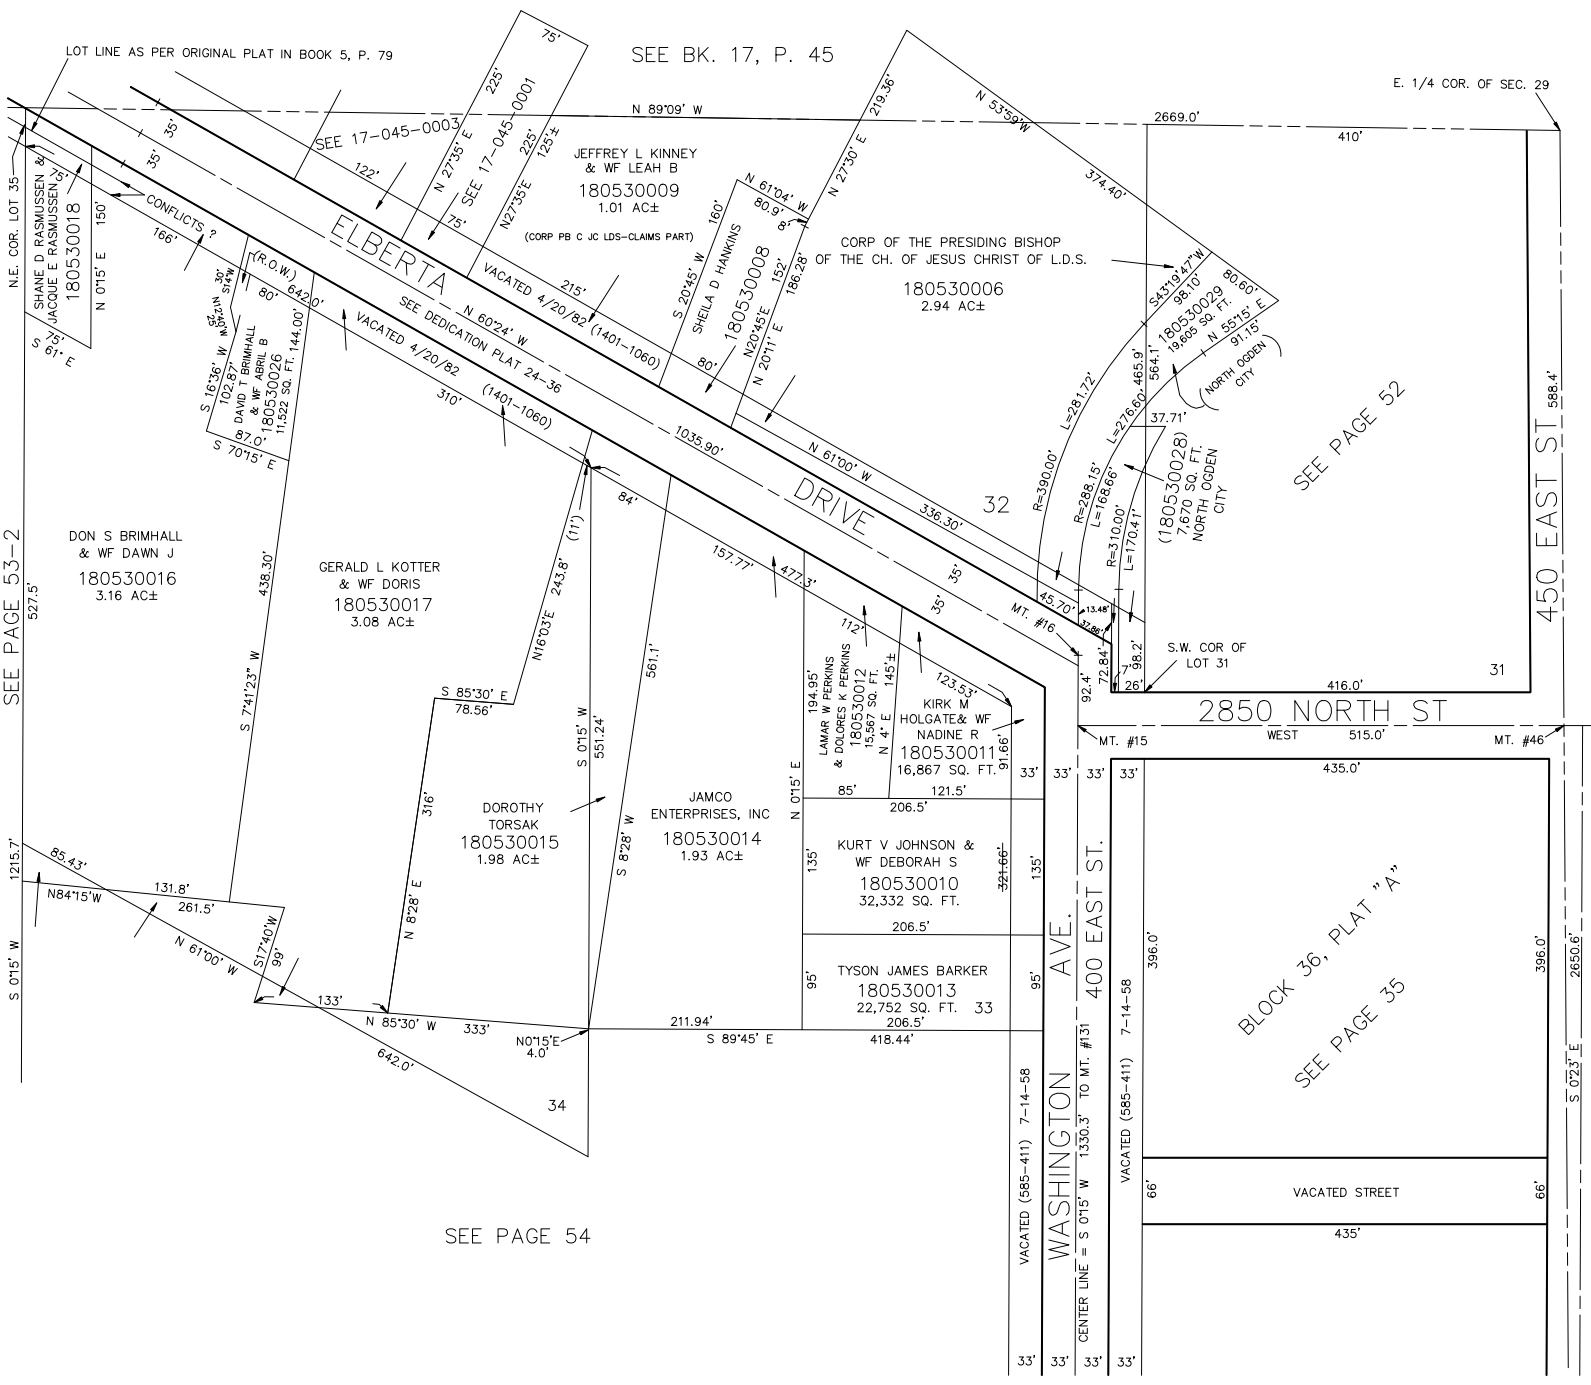 LOT LINE AS PER ORIGINAL PLAT IN BOOK 5, P. 79
SEE BK. 17, P. 45
E. 1/4 COR. OF SEC. 29
N 89°09' W
2669.0'
410'
75'
225'
N 27°35' E
SEE 17-045-0001
225'
125'±
N27°35'E
SEE 17-045-0003
122'
75'
35'
35'
JEFFREY L KINNEY
& WF LEAH B
180530009
1.01 AC±
(CORP PB C JC LDS-CLAIMS PART)
219.36'
N 27°30' E
N 53°59'W
374.40'
N 61°04' W
80.9'
8'
160'
S 20°45' W
SHEILA D HANKINS
180530008
152'
186.28'
N20°45'E
N 20°11' E
CORP OF THE PRESIDING BISHOP
OF THE CH. OF JESUS CHRIST OF L.D.S.
180530006
2.94 AC±
S43°19'47"W
98.10'
80.60'
180530029
19,605 SQ. FT.
N 55°15' E
91.15'
(NORTH OGDEN
CITY)
465.9'
564.1'
SEE PAGE 52
588.4'
450 EAST ST
N.E. COR. LOT 35
75'
SHANE D RASMUSSEN &
JACQUE E RASMUSSEN
180530018
150'
N 0°15' E
75'
S 61° E
CONFLICTS ?
166'
(R.O.W.)
80'
642.0'
30'
S14°W
N12°40'W
25'
S 16°36' W
102.87'
DAVID T BRIMHALL
& WF ABRIL B
180530026
11,522 SQ. FT.
144.00'
87.0'
S 70°15' E
ELBERTA
DRIVE
VACATED 4/20/82 (1401-1060)
215'
80'
N 60°24' W
SEE DEDICATION PLAT 24-36
1035.90'
VACATED 4/20/82
(1401-1060)
310'
N 61°00' W
336.30'
32
R=390.00'
L=281.72'
R=288.15'
L=276.60'
L=168.66'
37.71'
R=310.00'
L=170.41'
(180530028)
7,670 SQ. FT.
NORTH OGDEN
CITY
45.70'
13.48'
37.86'
35'
35'
MT. #16
92.4'
72.84'
7'
98.2'
26'
S.W. COR OF
LOT 31
31
416.0'
2850 NORTH ST
MT. #15
WEST
515.0'
MT. #46
SEE PAGE 53-2
527.5'
DON S BRIMHALL
& WF DAWN J
180530016
3.16 AC±
438.30'
S 7°41'23" W
GERALD L KOTTER
& WF DORIS
180530017
3.08 AC±
(11')
243.8'
N16°03'E
S 85°30' E
78.56'
84'
157.77'
477.3'
112'
123.53'
561.1'
S 0°15' W
551.24'
316'
N 8°28' E
DOROTHY
TORSAK
180530015
1.98 AC±
S 8°28' W
JAMCO
ENTERPRISES, INC
180530014
1.93 AC±
194.95'
N 0°15' E
LAMAR W PERKINS
& DOLORES K PERKINS
180530012
15,567 SQ. FT.
145'±
N 4° E
85'
KIRK M
HOLGATE& WF
NADINE R
180530011
16,867 SQ. FT.
91.66'
121.5'
206.5'
135'
KURT V JOHNSON &
WF DEBORAH S
180530010
32,332 SQ. FT.
321.66'
135'
206.5'
95'
TYSON JAMES BARKER
180530013
22,752 SQ. FT.
33
95'
206.5'
211.94'
S 89°45' E
418.44'
33'
33'
33'
33'
435.0'
1215.7'
S 0°15' W
85.43'
131.8'
N84°15'W
261.5'
S17°40'W
99'
N 61°00' W
133'
N 85°30' W
333'
N0°15'E
4.0'
642.0'
34
SEE PAGE 54
VACATED (585-411) 7-14-58
WASHINGTON AVE.
400 EAST ST.
CENTER LINE = S 0°15' W 1330.3' TO MT. #131
VACATED (585-411) 7-14-58
396.0'
BLOCK 36, PLAT "A"
SEE PAGE 35
396.0'
2650.6'
S 0°23' E
66'
VACATED STREET
66'
435'
33'
33'
33'
33'